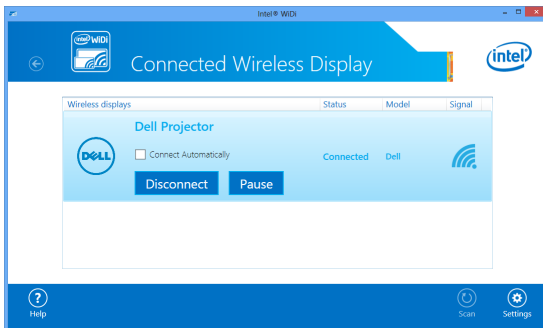 Intel® WiDi
intel WiDi
Connected Wireless Display
intel
Wireless displays Status Model Signal
Dell Projector
DELL
Connect Automatically
Connected Dell
Disconnect Pause
? Help
Scan Settings